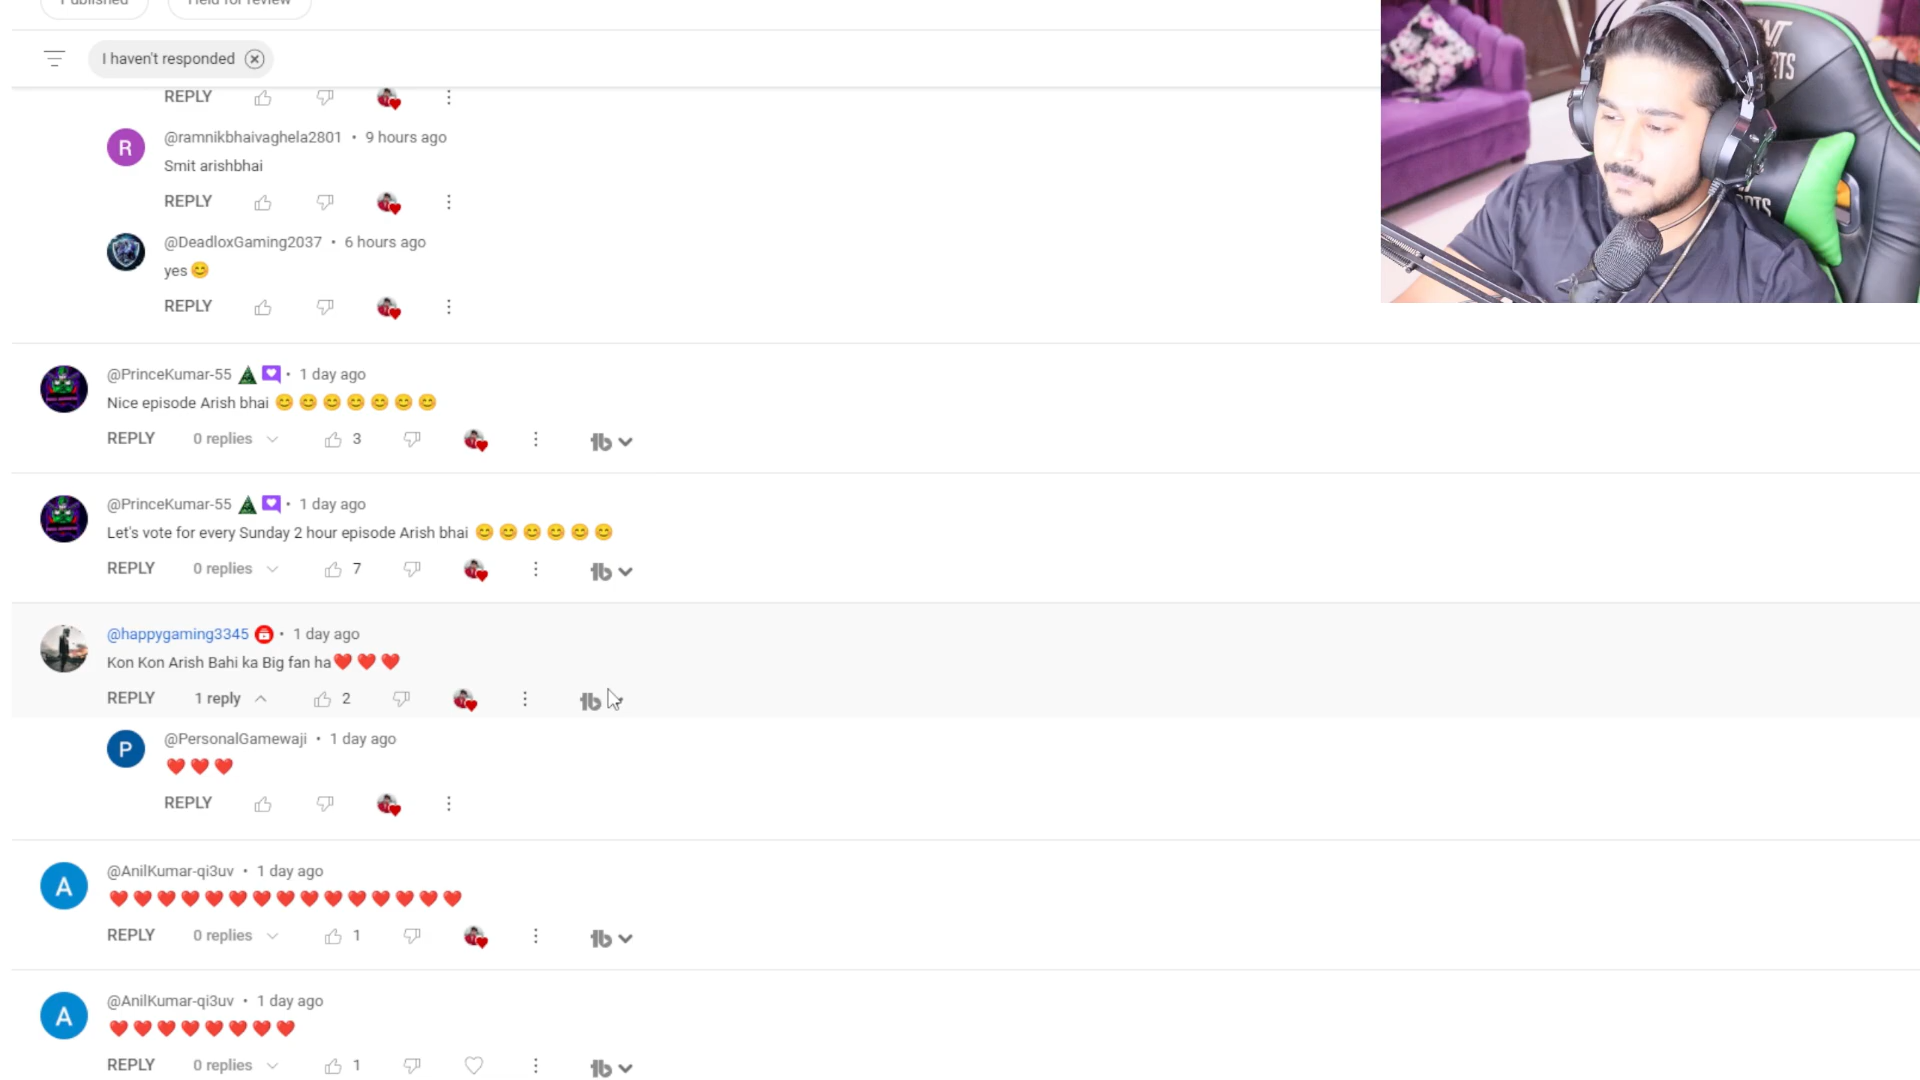 Published Held for review
I haven't responded
REPLY
R @ramnikbhaivaghela2801 • 9 hours ago
Smit arishbhai
REPLY
@DeadloxGaming2037 • 6 hours ago
yes 😊
REPLY
@PrinceKumar-55 • 1 day ago
Nice episode Arish bhai 😊 😊 😊 😊 😊 😊 😊
REPLY 0 replies 3
@PrinceKumar-55 • 1 day ago
Let's vote for every Sunday 2 hour episode Arish bhai 😊 😊 😊 😊 😊 😊
REPLY 0 replies 7
@happygaming3345 • 1 day ago
Kon Kon Arish Bahi ka Big fan ha❤️ ❤️ ❤️
REPLY 1 reply 2
P @PersonalGamewaji • 1 day ago
❤️ ❤️ ❤️
REPLY
A @AnilKumar-qi3uv • 1 day ago
❤️ ❤️ ❤️ ❤️ ❤️ ❤️ ❤️ ❤️ ❤️ ❤️ ❤️ ❤️ ❤️ ❤️ ❤️
REPLY 0 replies 1
A @AnilKumar-qi3uv • 1 day ago
❤️ ❤️ ❤️ ❤️ ❤️ ❤️ ❤️ ❤️
REPLY 0 replies 1